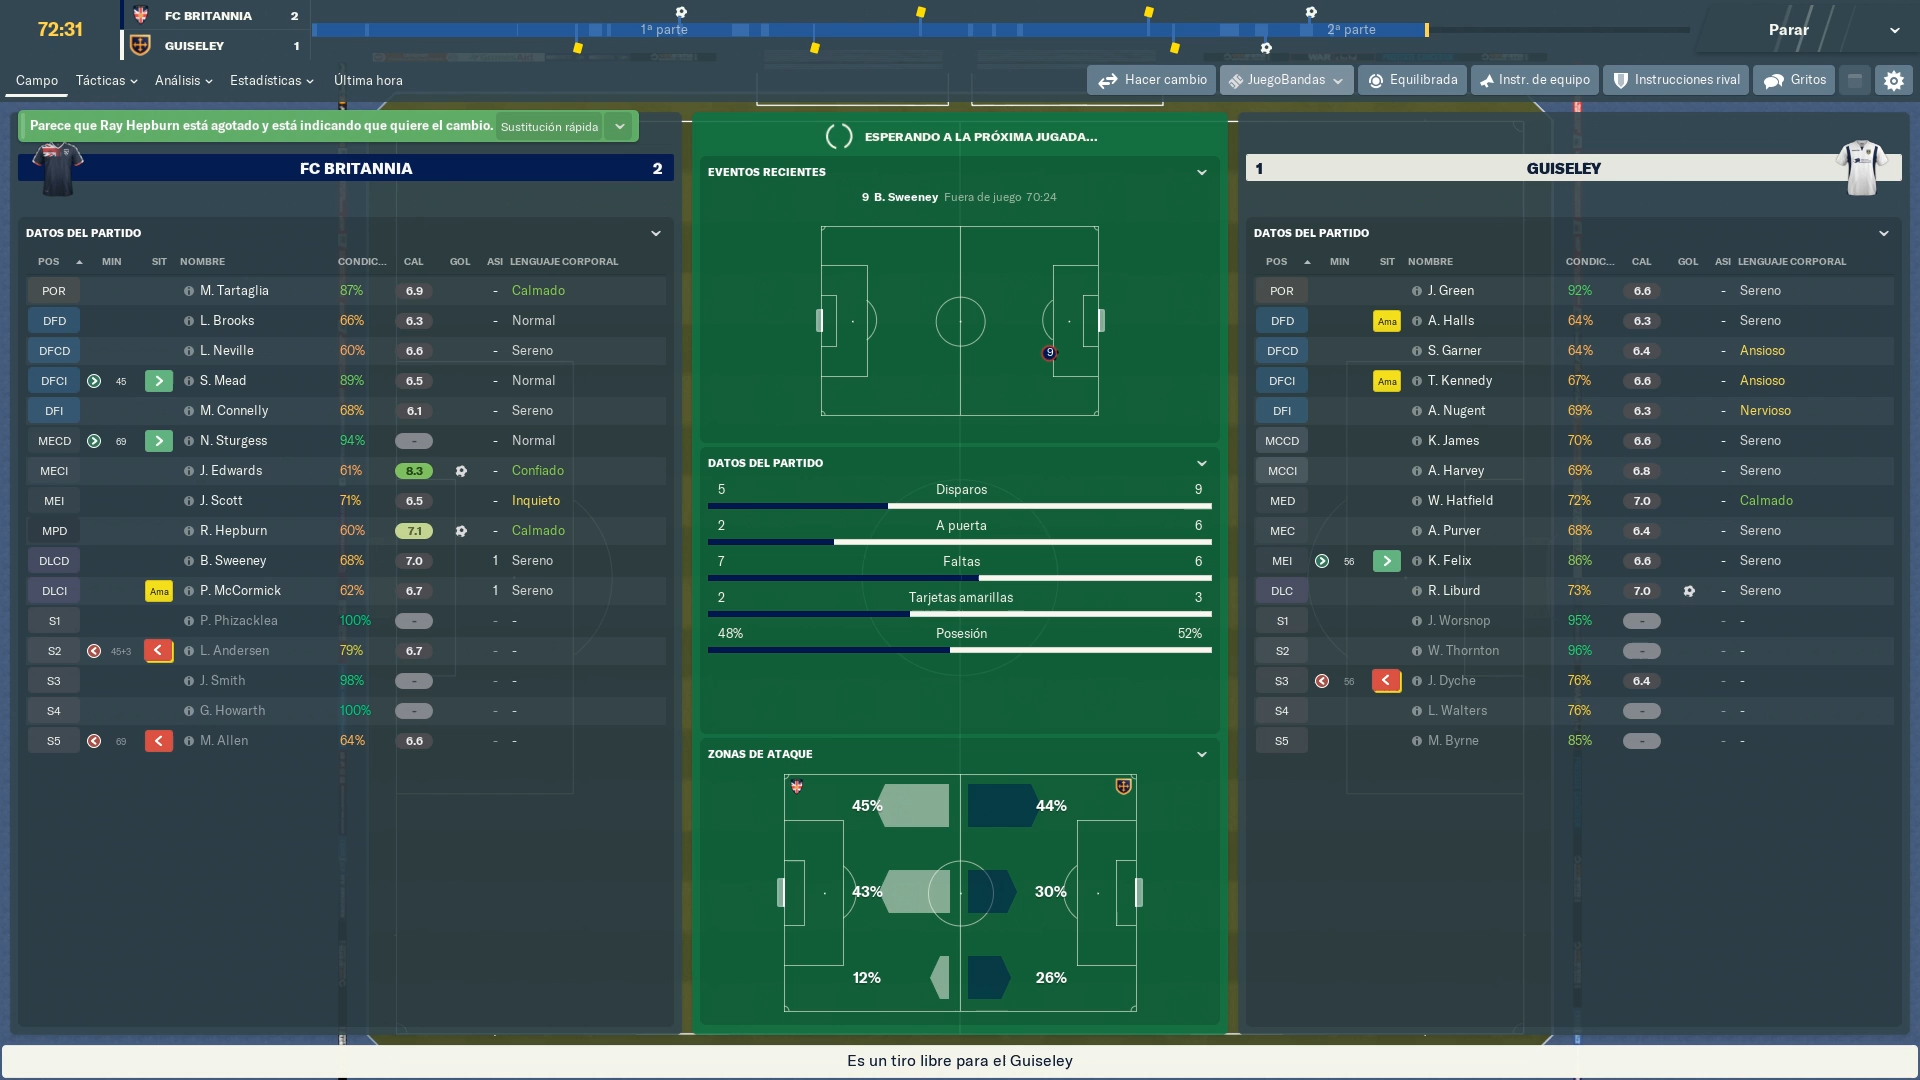 72:31
FC BRITANNIA 2
GUISELEY 1
1ª parte
2ª parte
Parar
Campo Tácticas Análisis Estadísticas Última hora
Hacer cambio JuegoBandas Equilibrada Instr. de equipo Instrucciones rival Gritos
Parece que Ray Hepburn está agotado y está indicando que quiere el cambio. Sustitución rápida
FC BRITANNIA 2
DATOS DEL PARTIDO
POS MIN SIT NOMBRE CONDIC... CAL GOL ASI LENGUAJE CORPORAL
POR M. Tartaglia 87% 6.9 - Calmado
DFD L. Brooks 66% 6.3 - Normal
DFCD L. Neville 60% 6.6 - Sereno
DFCI 45 S. Mead 89% 6.5 - Normal
DFI M. Connelly 68% 6.1 - Sereno
MECD 69 N. Sturgess 94% - - Normal
MECI J. Edwards 61% 8.3 - Confiado
MEI J. Scott 71% 6.5 - Inquieto
MPD R. Hepburn 60% 7.1 - Calmado
DLCD B. Sweeney 68% 7.0 1 Sereno
DLCI Ama P. McCormick 62% 6.7 1 Sereno
S1 P. Phizacklea 100% - - -
S2 45+3 L. Andersen 79% 6.7 - -
S3 J. Smith 98% - - -
S4 G. Howarth 100% - - -
S5 69 M. Allen 64% 6.6 - -
ESPERANDO A LA PRÓXIMA JUGADA...
EVENTOS RECIENTES
9 B. Sweeney Fuera de juego 70:24
9
DATOS DEL PARTIDO
5 Disparos 9
2 A puerta 6
7 Faltas 6
2 Tarjetas amarillas 3
48% Posesión 52%
ZONAS DE ATAQUE
45% 44%
43% 30%
12% 26%
1 GUISELEY
DATOS DEL PARTIDO
POS MIN SIT NOMBRE CONDIC... CAL GOL ASI LENGUAJE CORPORAL
POR J. Green 92% 6.6 - Sereno
DFD Ama A. Halls 64% 6.3 - Sereno
DFCD S. Garner 64% 6.4 - Ansioso
DFCI Ama T. Kennedy 67% 6.6 - Ansioso
DFI A. Nugent 69% 6.3 - Nervioso
MCCD K. James 70% 6.6 - Sereno
MCCI A. Harvey 69% 6.8 - Sereno
MED W. Hatfield 72% 7.0 - Calmado
MEC A. Purver 68% 6.4 - Sereno
MEI 56 K. Felix 86% 6.6 - Sereno
DLC R. Liburd 73% 7.0 - Sereno
S1 J. Worsnop 95% - - -
S2 W. Thornton 96% - - -
S3 56 J. Dyche 76% 6.4 - -
S4 L. Walters 76% - - -
S5 M. Byrne 85% - - -
Es un tiro libre para el Guiseley